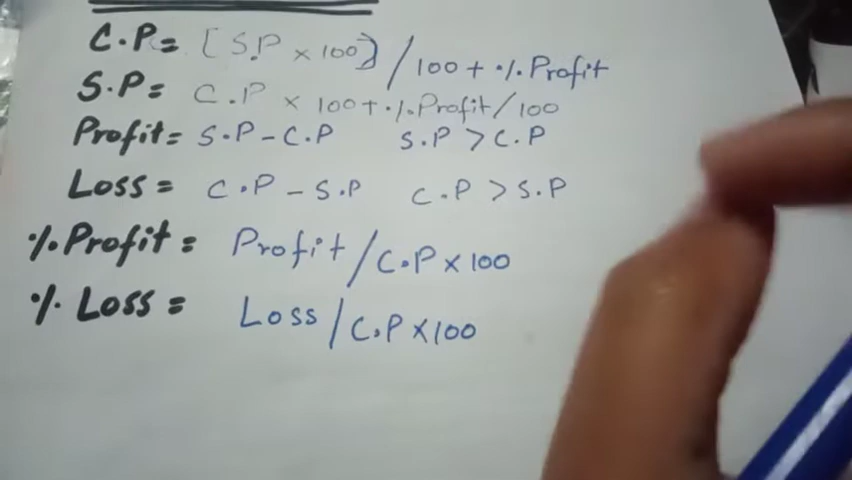 C.P= [S.P × 100] / 100 + % Profit
S.P= C.P × 100+ % Profit/100
Profit= S.P - C.P S.P > C.P
Loss= C.P - S.P C.P > S.P
% Profit= Profit / C.P × 100
% Loss= Loss / C.P × 100